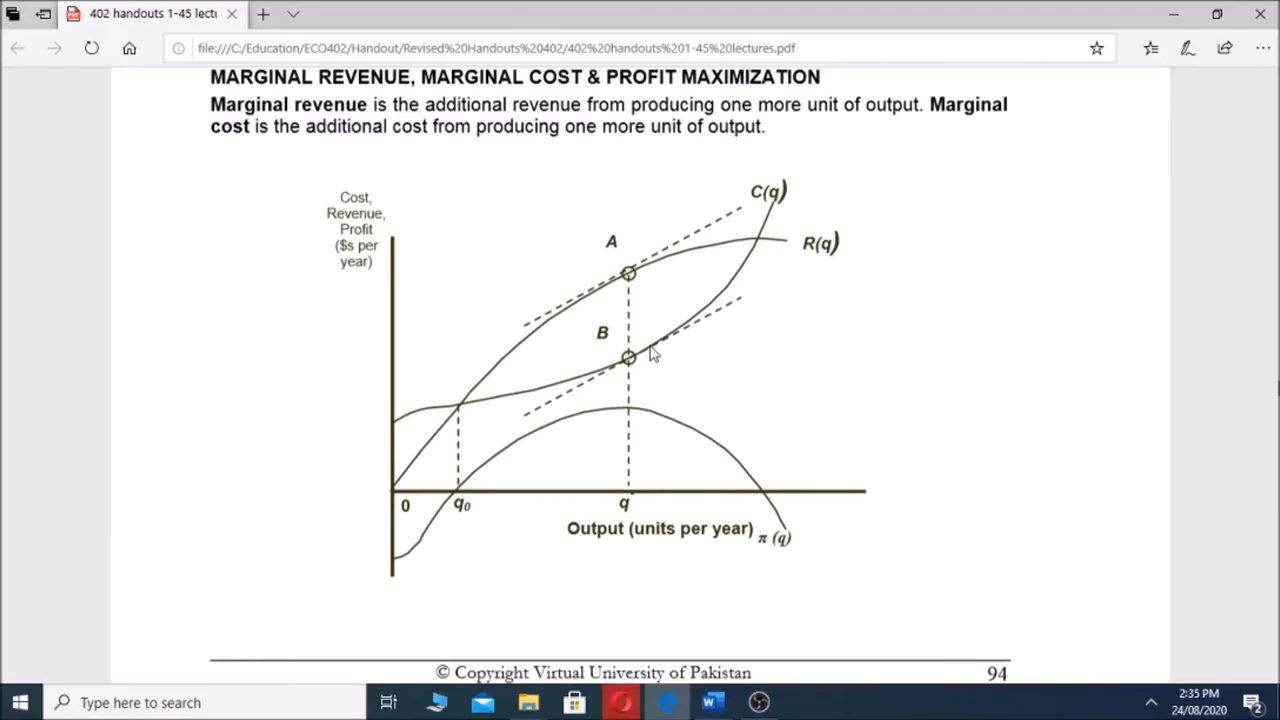 402 handouts 1-45 lectu
file:///C:/Education/ECO402/Handout/Revised%20Handouts%20402/402%20handouts%201-45%20lectures.pdf
MARGINAL REVENUE, MARGINAL COST & PROFIT MAXIMIZATION
Marginal revenue is the additional revenue from producing one more unit of output. Marginal
cost is the additional cost from producing one more unit of output.
Cost,
Revenue,
Profit
($s per
year)
C(q)
A
R(q)
B
0
q0
q
Output (units per year)
π (q)
© Copyright Virtual University of Pakistan
94
Type here to search
2:35 PM
24/08/2020
2